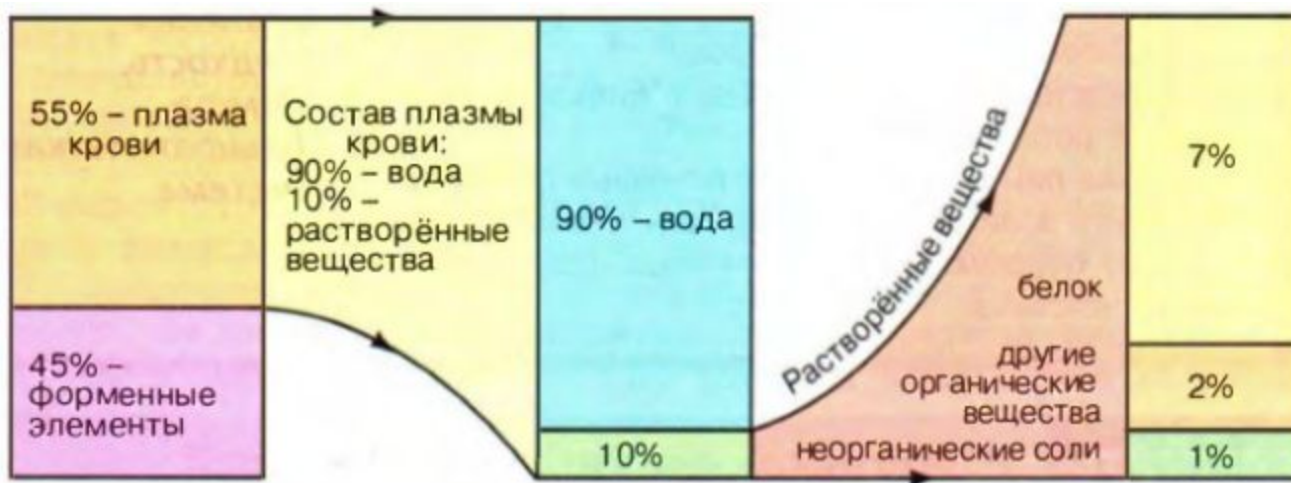 55% – плазма
крови
45% –
форменные
элементы
Состав плазмы
крови:
90% – вода
10% –
растворённые
вещества
90% – вода
10%
Растворённые вещества
белок
другие
органические
вещества
неорганические соли
7%
2%
1%